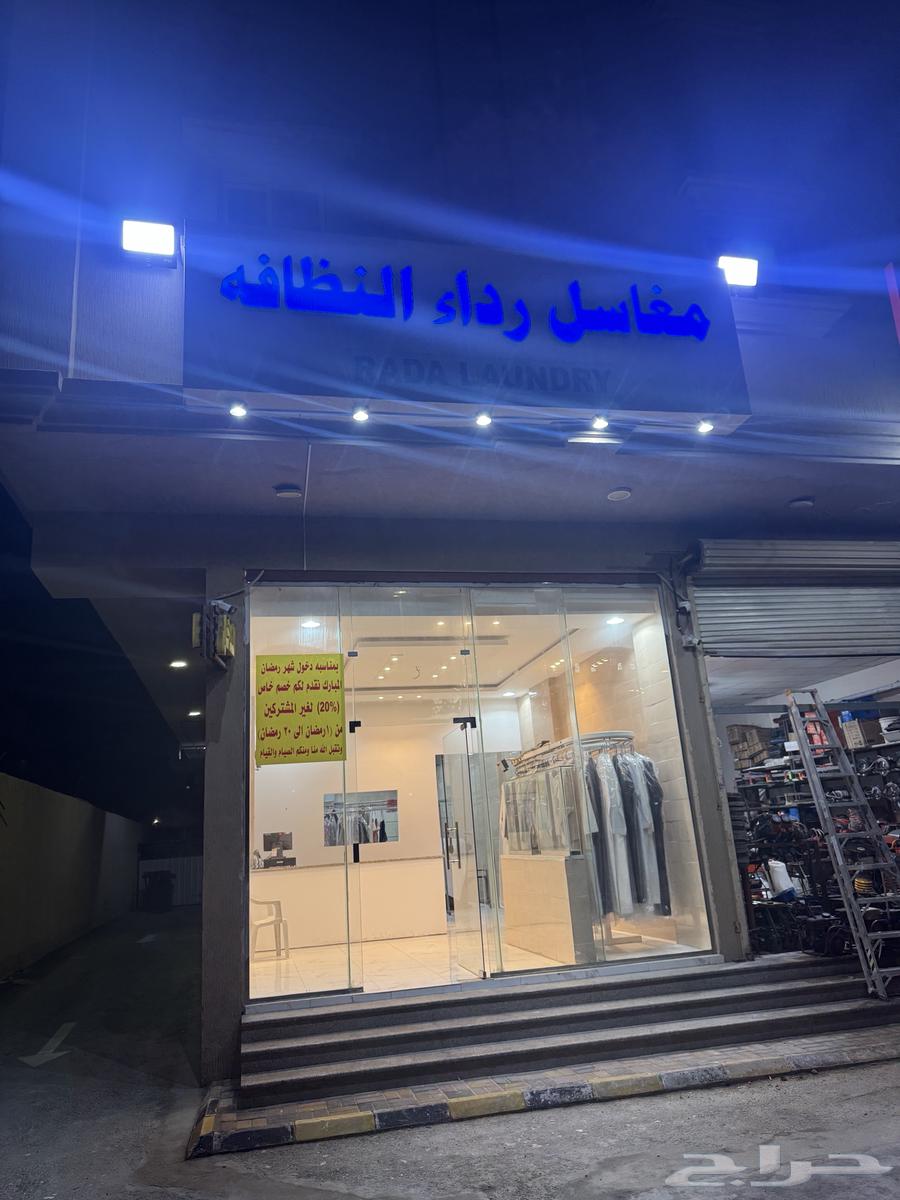 مغاسل رداء النظافه
RADA LAUNDRY
بمناسبه دخول شهر رمضان
المبارك نقدم لكم خصم خاص
(20%) لغير المشتركين
من (١رمضان الى ٢٠ رمضان)
وتقبل الله منا ومنكم الصيام والقيام
حراج